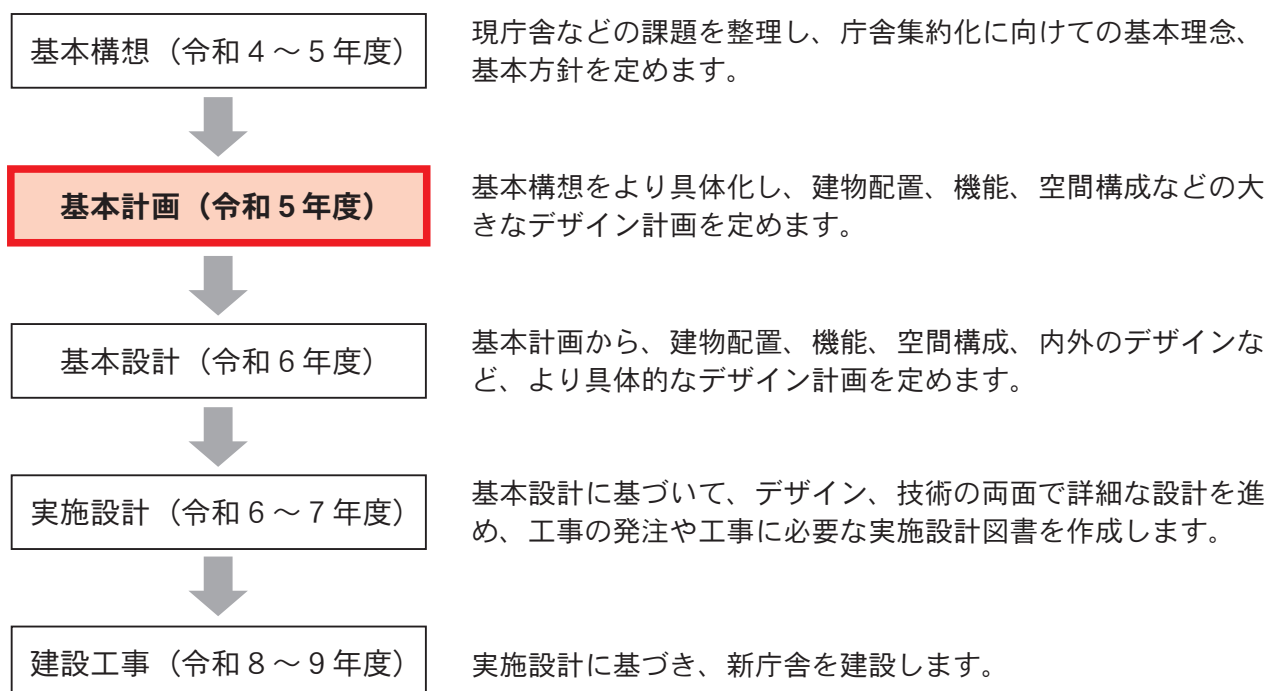 基本構想（令和４～５年度）
現庁舎などの課題を整理し、庁舎集約化に向けての基本理念、
基本方針を定めます。
基本計画（令和５年度）
基本構想をより具体化し、建物配置、機能、空間構成などの大
きなデザイン計画を定めます。
基本設計（令和６年度）
基本計画から、建物配置、機能、空間構成、内外のデザインな
ど、より具体的なデザイン計画を定めます。
実施設計（令和６～７年度）
基本設計に基づいて、デザイン、技術の両面で詳細な設計を進
め、工事の発注や工事に必要な実施設計図書を作成します。
建設工事（令和８～９年度）
実施設計に基づき、新庁舎を建設します。